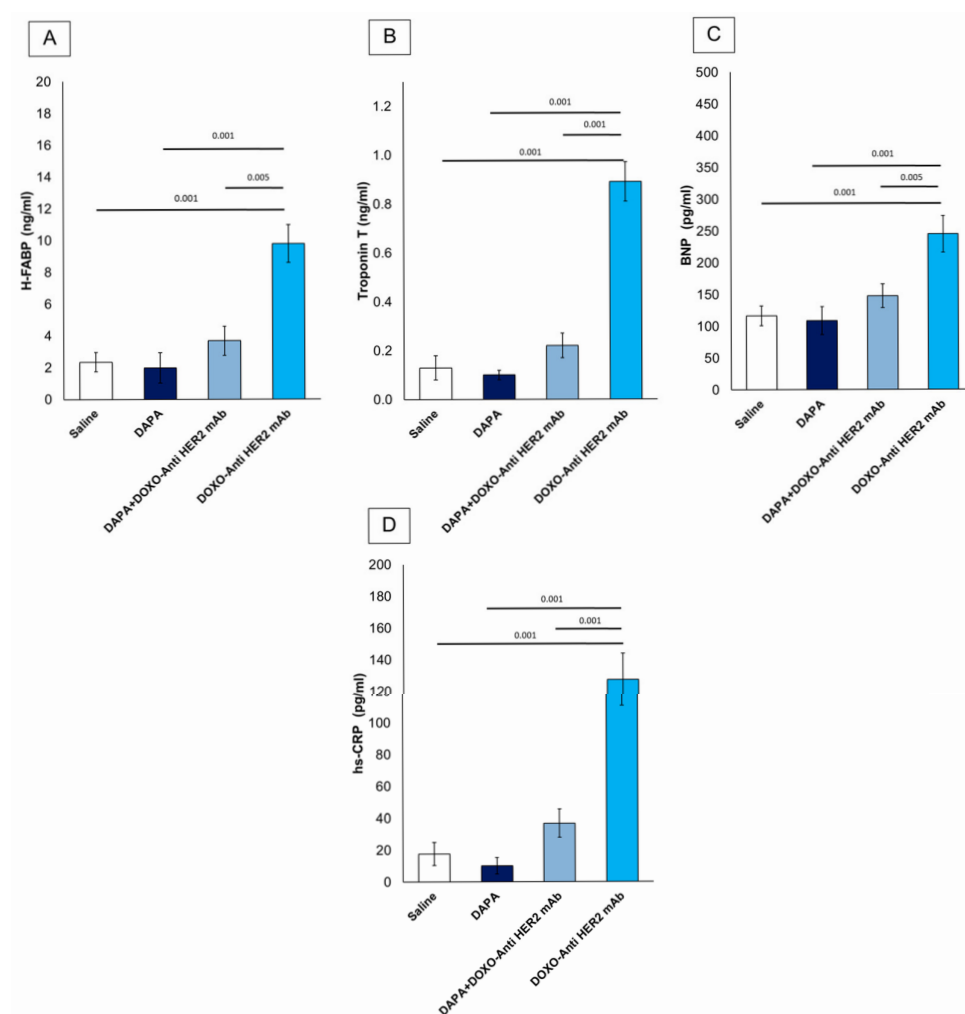 A
H-FABP (ng/ml)
20
18
16
14
12
10
8
6
4
2
0
0.001
0.005
0.001
Saline
DAPA
DAPA+DOXO-Anti HER2 mAb
DOXO-Anti HER2 mAb
B
Troponin T (ng/ml)
1.2
1.0
0.8
0.6
0.4
0.2
0.0
0.001
0.001
0.001
Saline
DAPA
DAPA+DOXO-Anti HER2 mAb
DOXO-Anti HER2 mAb
C
BNP (pg/ml)
500
450
400
350
300
250
200
150
100
50
0
0.001
0.005
0.001
Saline
DAPA
DAPA+DOXO-Anti HER2 mAb
DOXO-Anti HER2 mAb
D
hs-CRP (pg/ml)
200
180
160
140
120
100
80
60
40
20
0
0.001
0.001
0.001
Saline
DAPA
DAPA+DOXO-Anti HER2 mAb
DOXO-Anti HER2 mAb